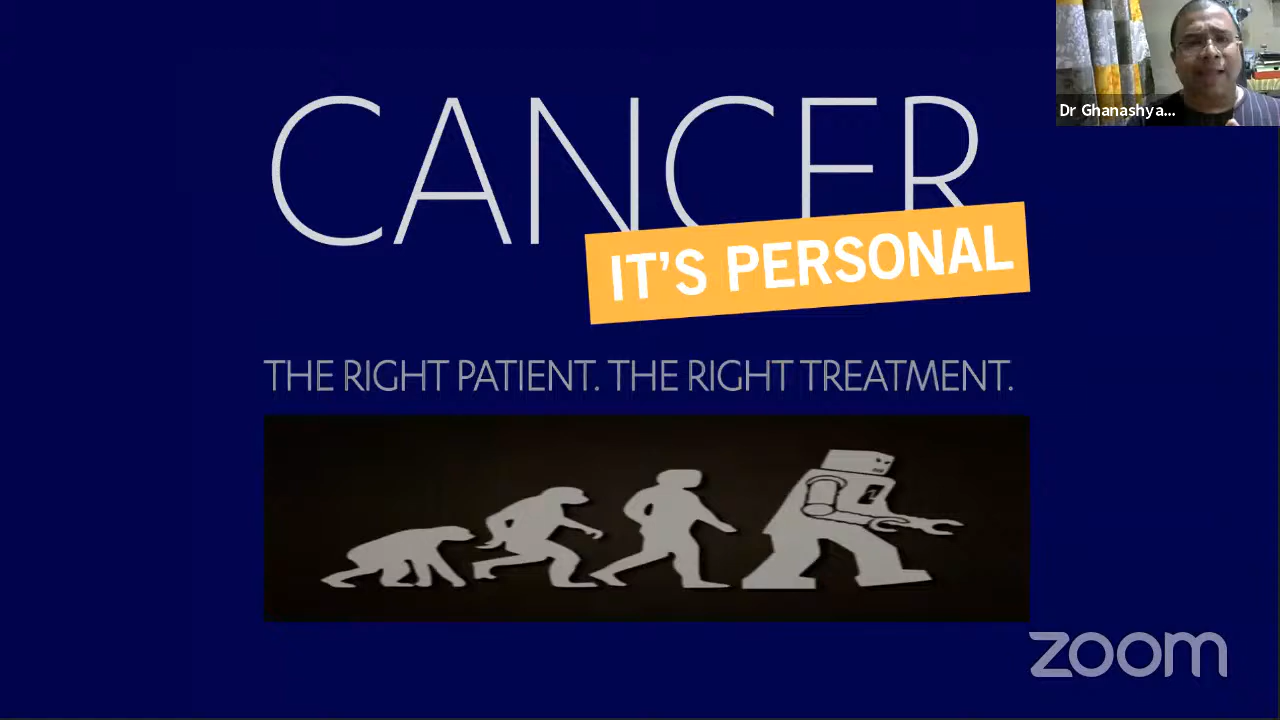 CANCER
IT'S PERSONAL
THE RIGHT PATIENT. THE RIGHT TREATMENT.
Dr Ghanashya...
zoom